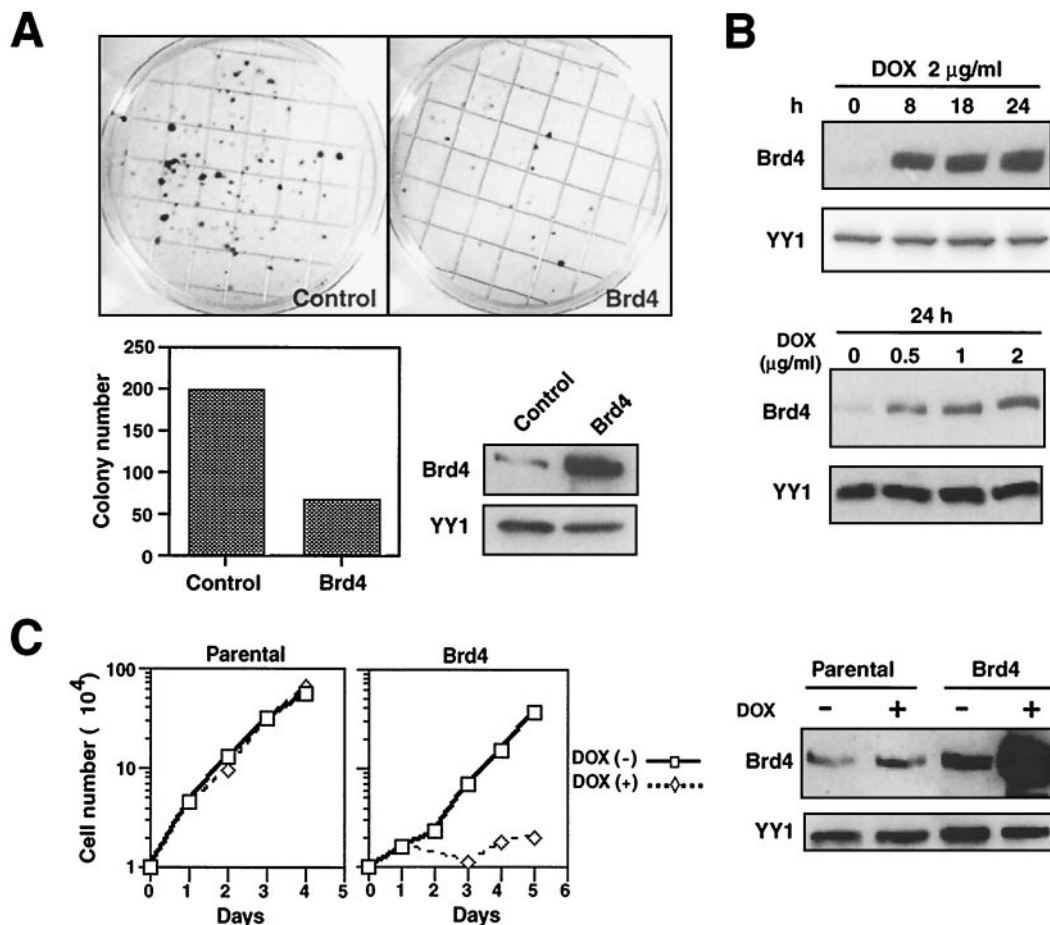 A
Control
Brd4
250
200
150
100
50
0
Colony number
Control
Brd4
Control
Brd4
Brd4
YY1
B
DOX 2 μg/ml
h 0 8 18 24
Brd4
YY1
24 h
DOX
(μg/ml) 0 0.5 1 2
Brd4
YY1
C
Parental
Brd4
Cell number ( 10⁴)
100
10
1
0 1 2 3 4 5
Days
0 1 2 3 4 5 6
Days
DOX (-)
DOX (+)
Parental Brd4
DOX − + − +
Brd4
YY1